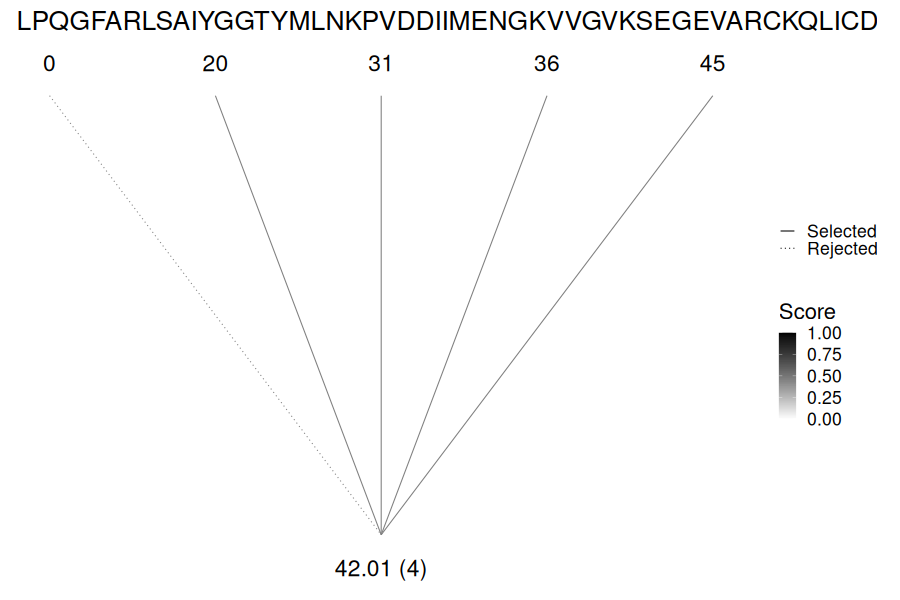 LPQGFARLSAIYGGTYMLNKPVDDIIMENGKVVGVKSEGEVARCKQLICD
0 20 31 36 45
Selected
Rejected
Score
1.00
0.75
0.50
0.25
0.00
42.01 (4)